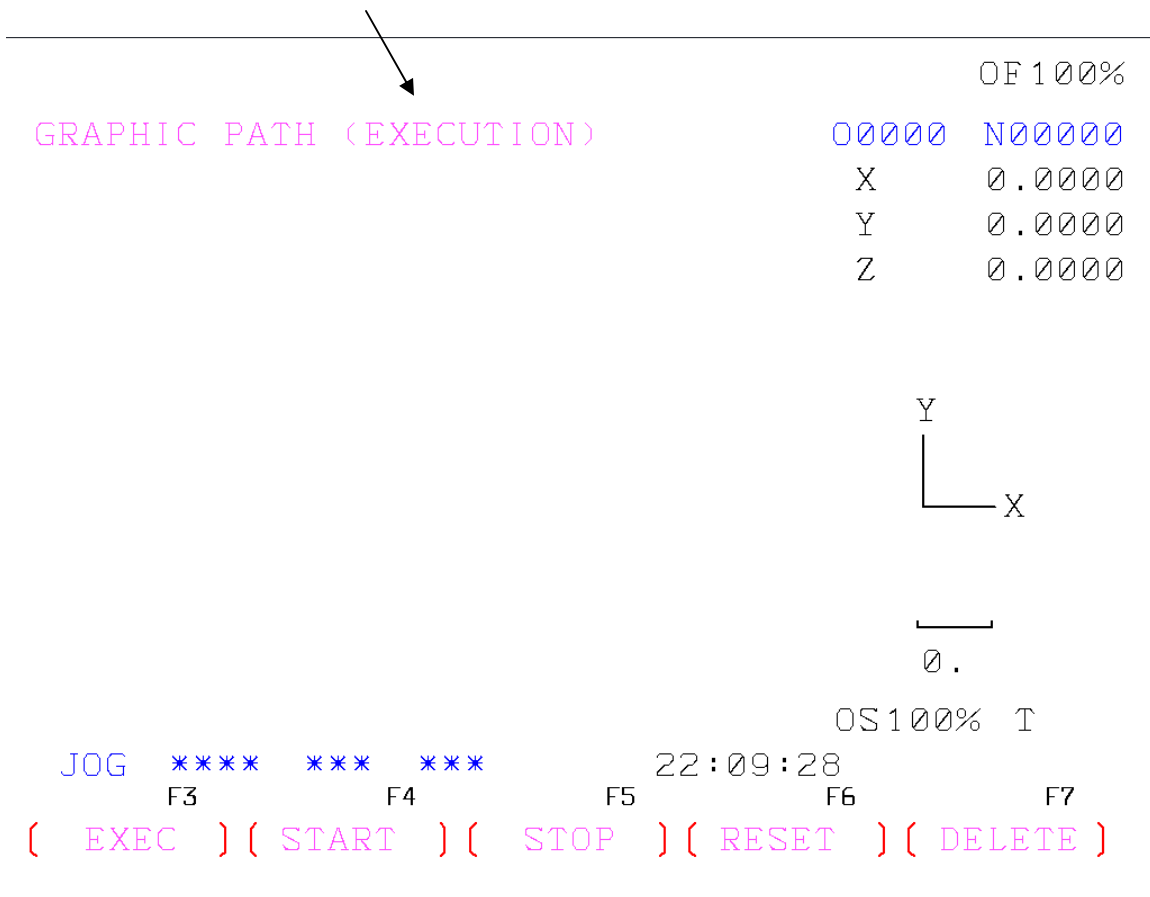 OF100%
GRAPHIC PATH (EXECUTION) O0000 N00000
X 0.0000
Y 0.0000
Z 0.0000
Y
X
0.
OS100% T
JOG **** *** *** 22:09:28
F3 F4 F5 F6 F7
( EXEC )( START )( STOP )( RESET )( DELETE )